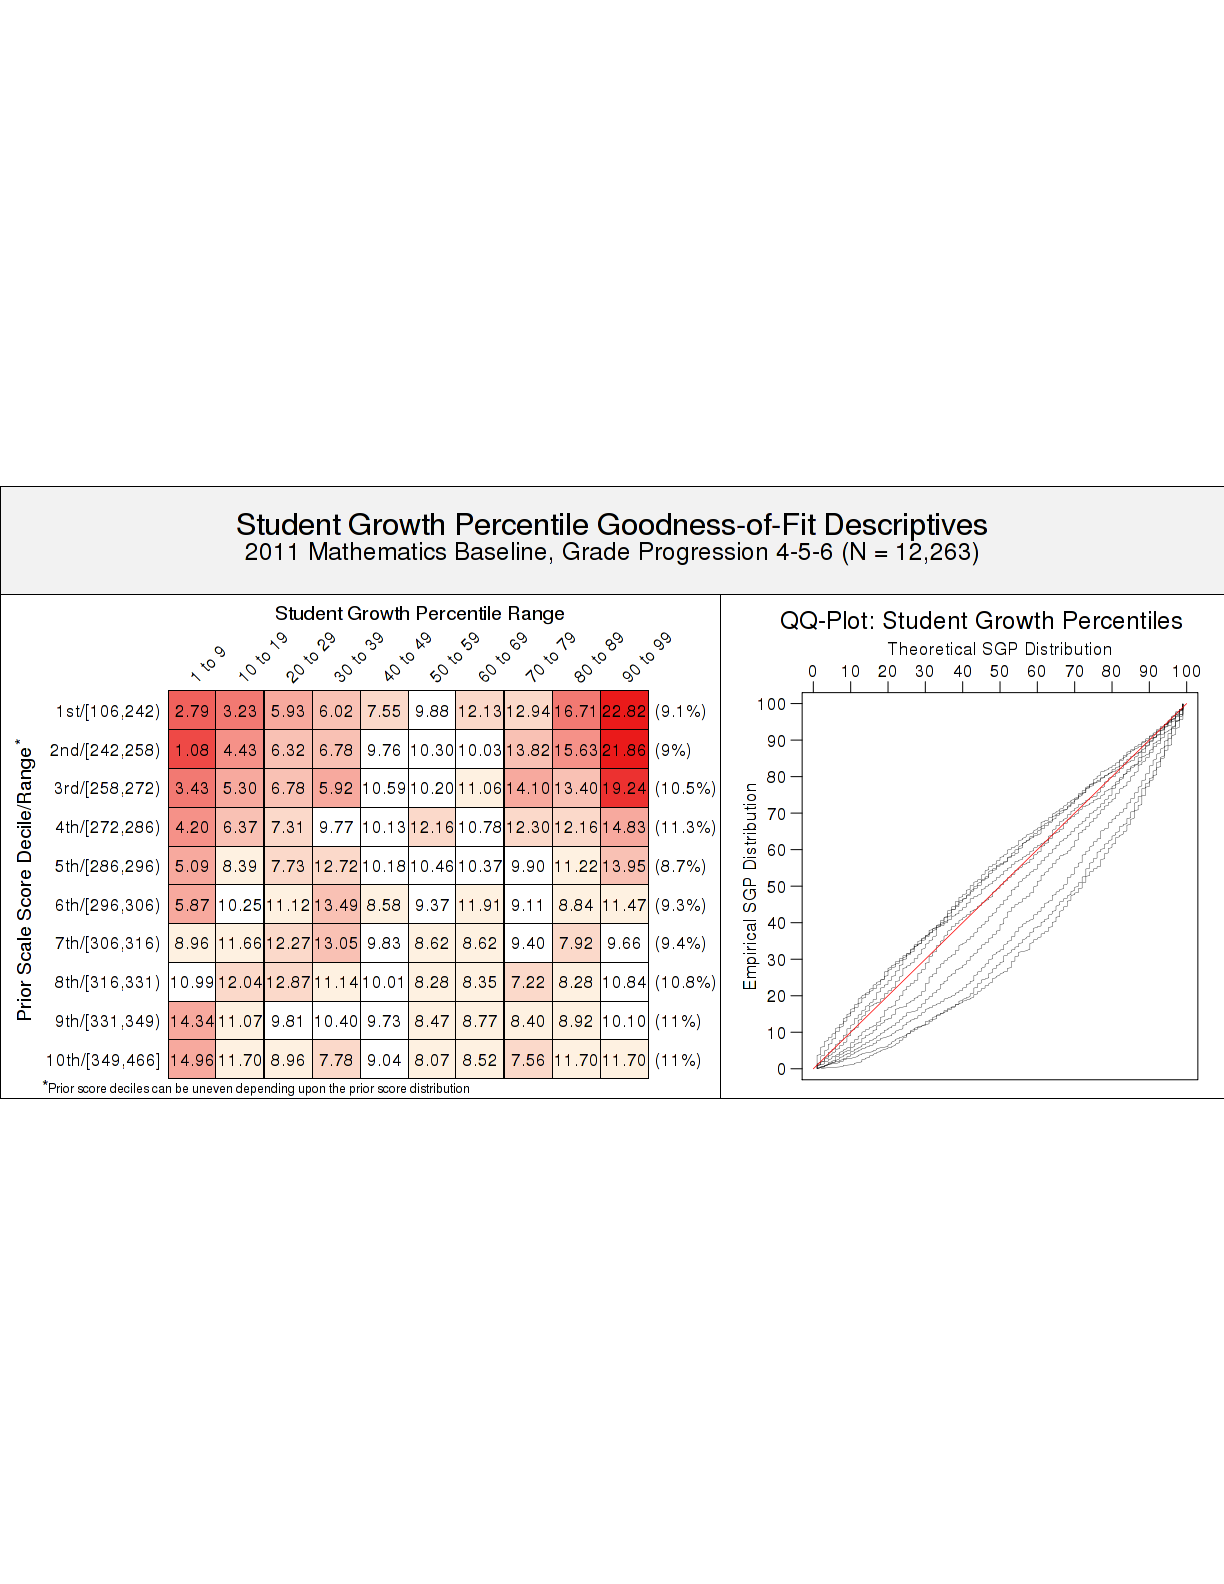 Student Growth Percentile Goodness-of-Fit Descriptives
2011 Mathematics Baseline, Grade Progression 4-5-6 (N = 12,263)
Student Growth Percentile Range
1 to 9
10 to 19
20 to 29
30 to 39
40 to 49
50 to 59
60 to 69
70 to 79
80 to 89
90 to 99
Prior Scale Score Decile/Range*
1st/[106,242) 2.79 3.23 5.93 6.02 7.55 9.88 12.13 12.94 16.71 22.82 (9.1%)
2nd/[242,258) 1.08 4.43 6.32 6.78 9.76 10.30 10.03 13.82 15.63 21.86 (9%)
3rd/[258,272) 3.43 5.30 6.78 5.92 10.59 10.20 11.06 14.10 13.40 19.24 (10.5%)
4th/[272,286) 4.20 6.37 7.31 9.77 10.13 12.16 10.78 12.30 12.16 14.83 (11.3%)
5th/[286,296) 5.09 8.39 7.73 12.72 10.18 10.46 10.37 9.90 11.22 13.95 (8.7%)
6th/[296,306) 5.87 10.25 11.12 13.49 8.58 9.37 11.91 9.11 8.84 11.47 (9.3%)
7th/[306,316) 8.96 11.66 12.27 13.05 9.83 8.62 8.62 9.40 7.92 9.66 (9.4%)
8th/[316,331) 10.99 12.04 12.87 11.14 10.01 8.28 8.35 7.22 8.28 10.84 (10.8%)
9th/[331,349) 14.34 11.07 9.81 10.40 9.73 8.47 8.77 8.40 8.92 10.10 (11%)
10th/[349,466] 14.96 11.70 8.96 7.78 9.04 8.07 8.52 7.56 11.70 11.70 (11%)
*Prior score deciles can be uneven depending upon the prior score distribution
QQ-Plot: Student Growth Percentiles
Theoretical SGP Distribution
0 10 20 30 40 50 60 70 80 90 100
Empirical SGP Distribution
100
90
80
70
60
50
40
30
20
10
0